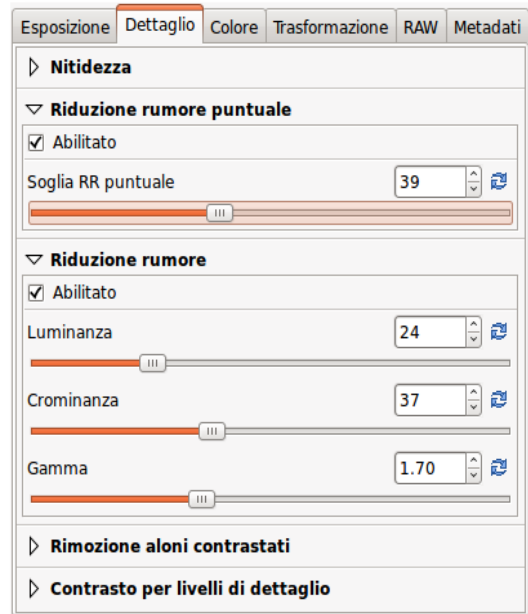 Esposizione Dettaglio Colore Trasformazione RAW Metadati
Nitidezza
Riduzione rumore puntuale
Abilitato
Soglia RR puntuale 39
Riduzione rumore
Abilitato
Luminanza 24
Crominanza 37
Gamma 1.70
Rimozione aloni contrastati
Contrasto per livelli di dettaglio